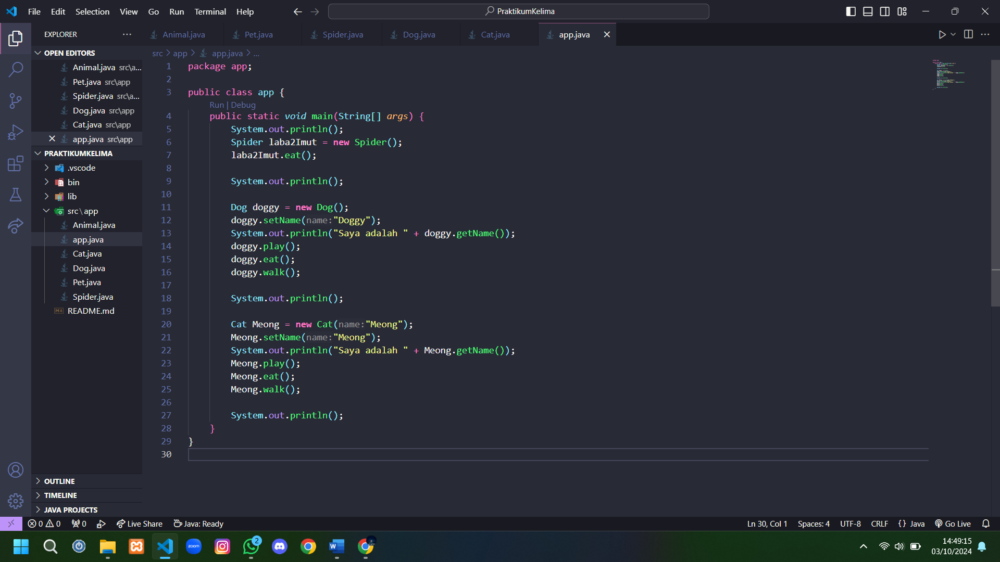 File Edit Selection View Go Run Terminal Help
PraktikumKelima
EXPLORER
Animal.java Pet.java Spider.java Dog.java Cat.java app.java
OPEN EDITORS
Animal.java src\a...
Pet.java src\app
Spider.java src\a...
Dog.java src\app
Cat.java src\app
app.java src\app
PRAKTIKUMKELIMA
.vscode
bin
lib
src\app
Animal.java
app.java
Cat.java
Dog.java
Pet.java
Spider.java
README.md
OUTLINE
TIMELINE
JAVA PROJECTS
src > app > app.java > ...
1 package app;
2
3 public class app {
Run | Debug
4 public static void main(String[] args) {
5 System.out.println();
6 Spider laba2Imut = new Spider();
7 laba2Imut.eat();
8
9 System.out.println();
10
11 Dog doggy = new Dog();
12 doggy.setName(name:"Doggy");
13 System.out.println("Saya adalah " + doggy.getName());
14 doggy.play();
15 doggy.eat();
16 doggy.walk();
17
18 System.out.println();
19
20 Cat Meong = new Cat(name:"Meong");
21 Meong.setName(name:"Meong");
22 System.out.println("Saya adalah " + Meong.getName());
23 Meong.play();
24 Meong.eat();
25 Meong.walk();
26
27 System.out.println();
28 }
29 }
30
0 0 0 Live Share Java: Ready
Ln 30, Col 1 Spaces: 4 UTF-8 CRLF {} Java Go Live
zoom
2
W
14:49:15
03/10/2024